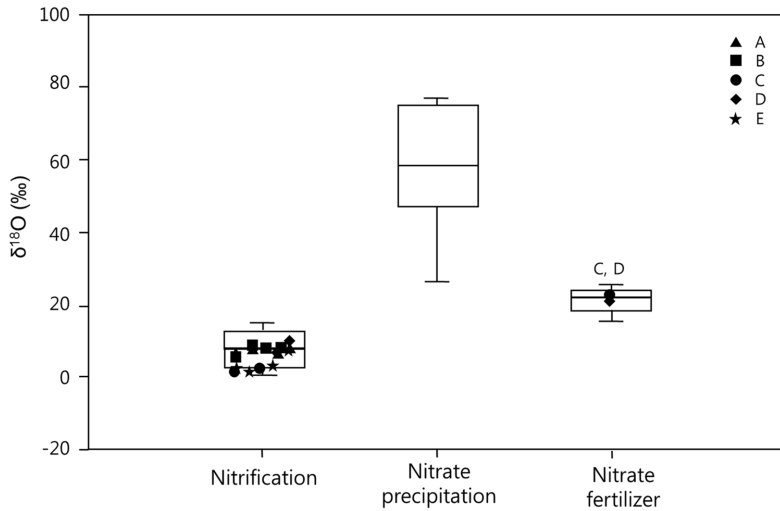 100
80
60
40
20
0
-20
δ¹⁸O (‰)
A
B
C
D
E
C, D
Nitrification
Nitrate
precipitation
Nitrate
fertilizer